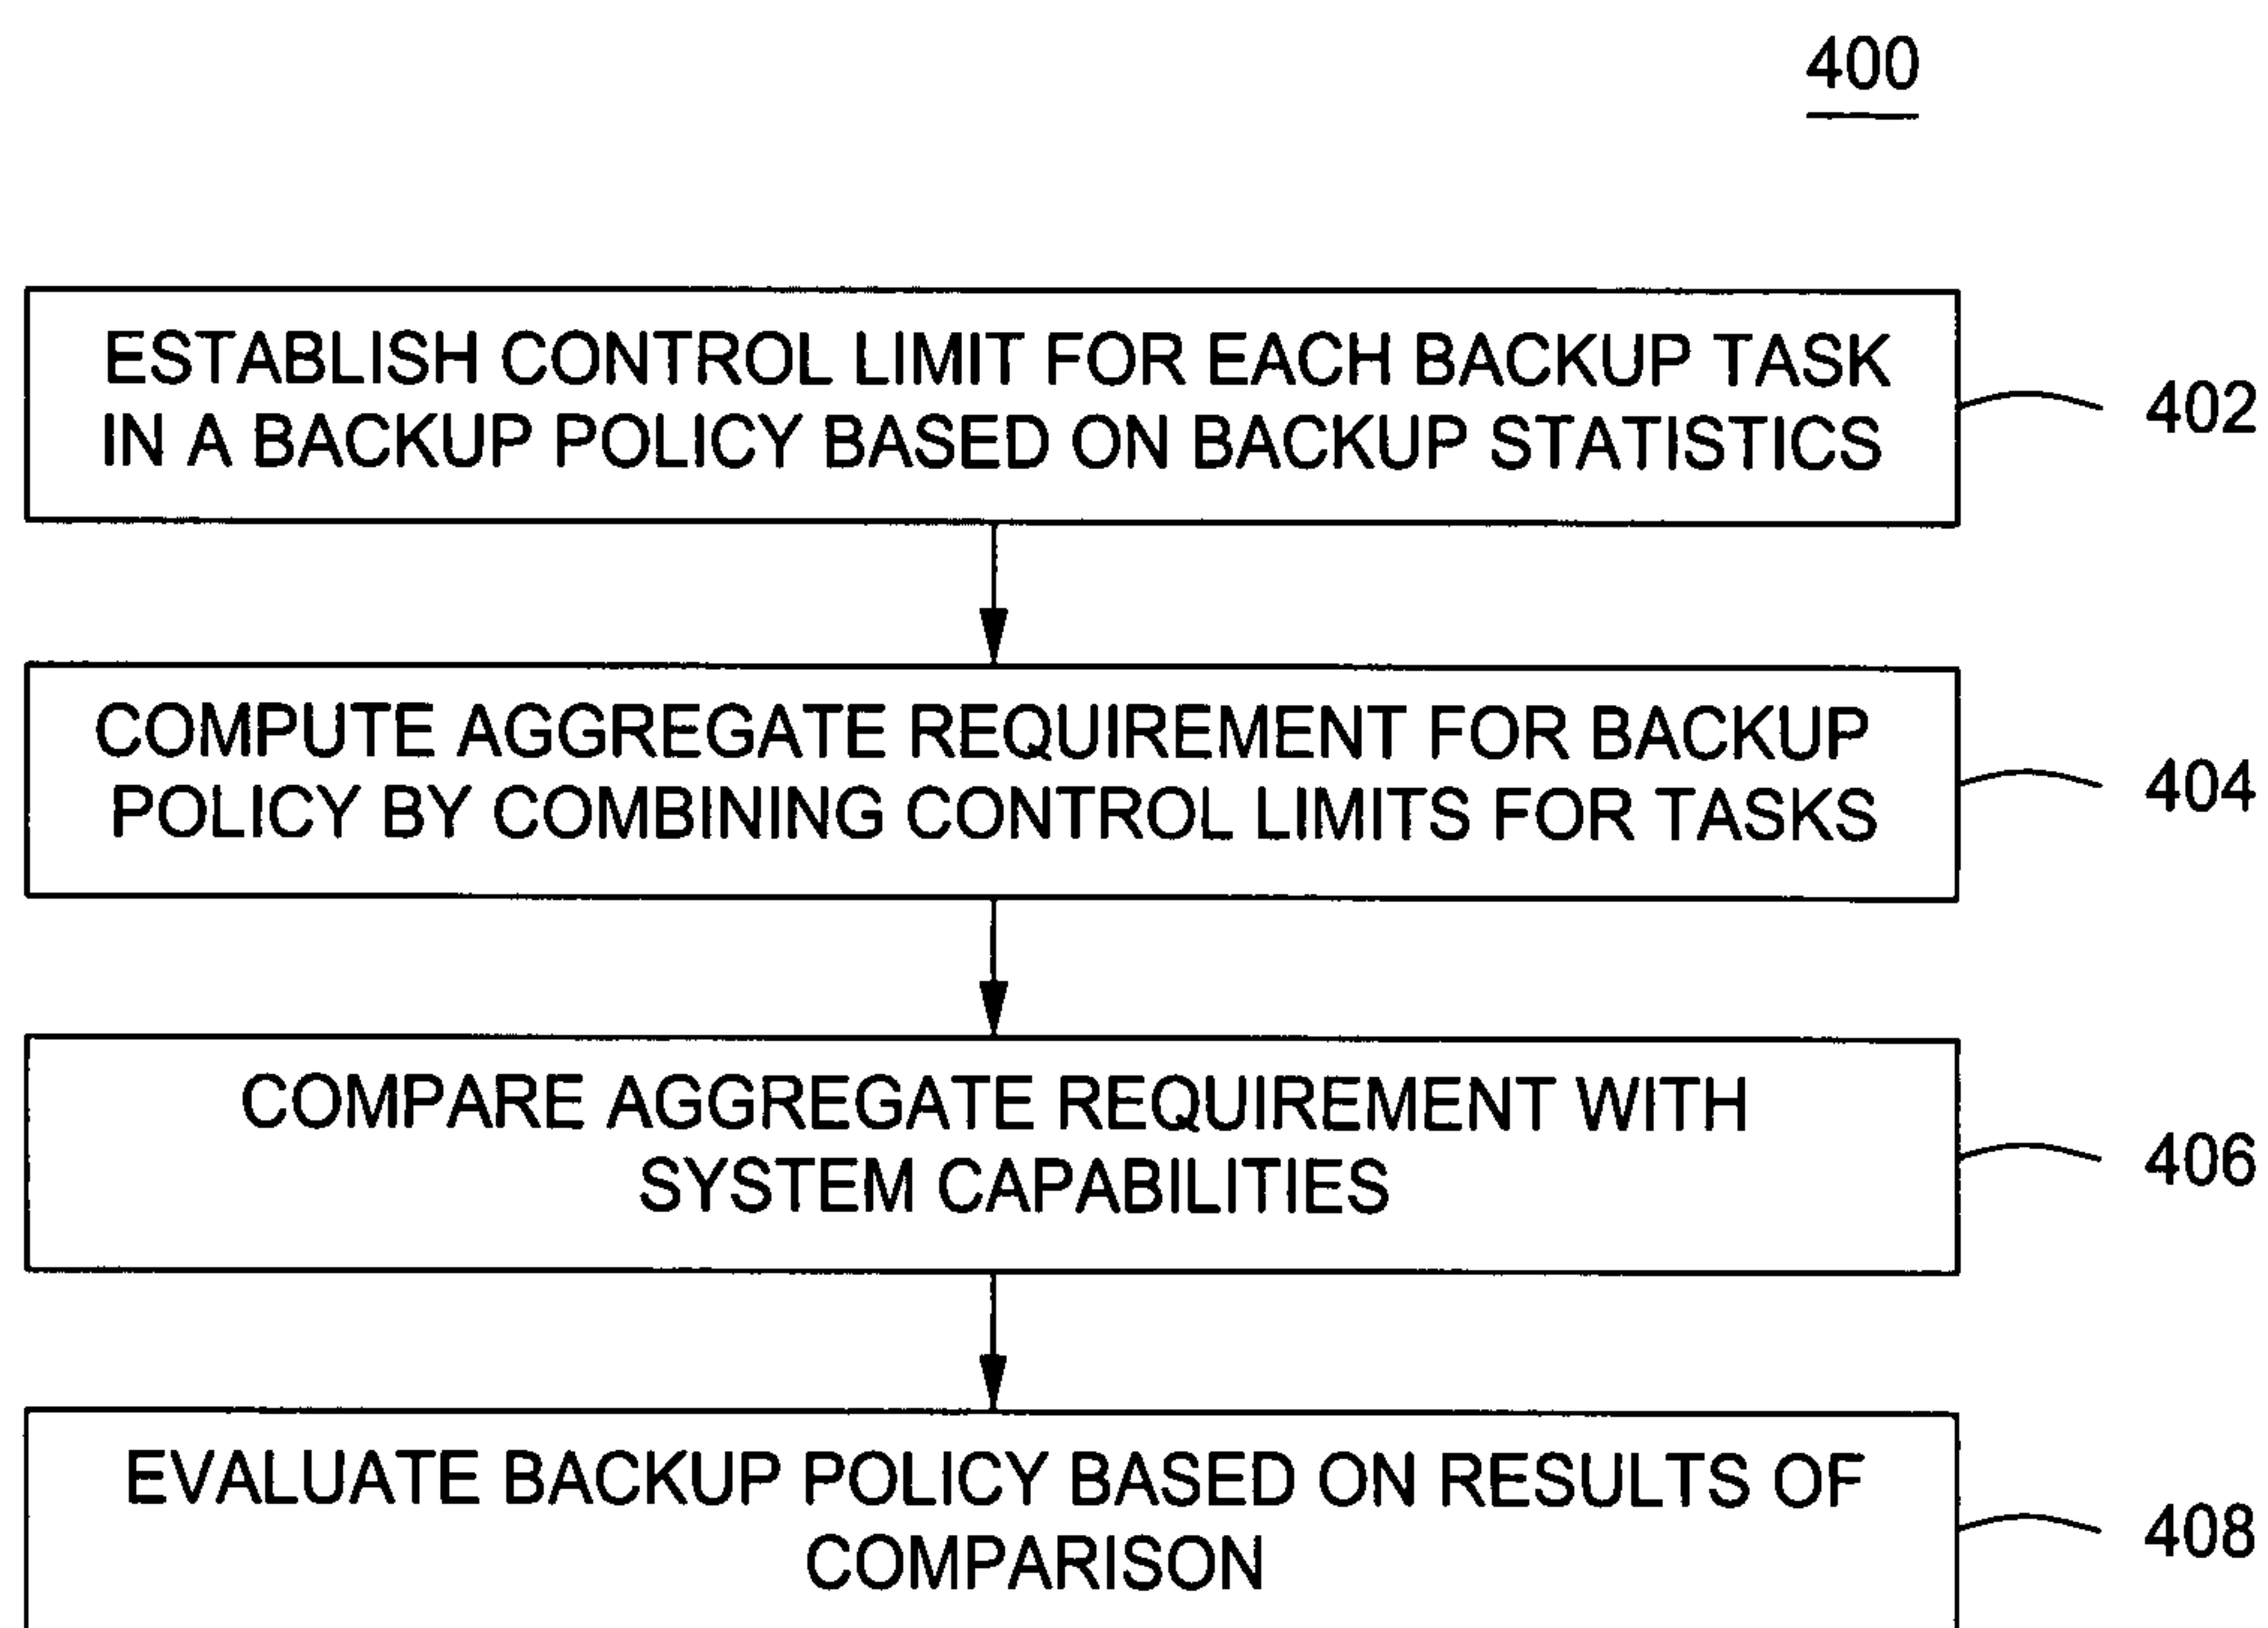 400
ESTABLISH CONTROL LIMIT FOR EACH BACKUP TASK
IN A BACKUP POLICY BASED ON BACKUP STATISTICS
402
COMPUTE AGGREGATE REQUIREMENT FOR BACKUP
POLICY BY COMBINING CONTROL LIMITS FOR TASKS
404
COMPARE AGGREGATE REQUIREMENT WITH
SYSTEM CAPABILITIES
406
EVALUATE BACKUP POLICY BASED ON RESULTS OF
COMPARISON
408